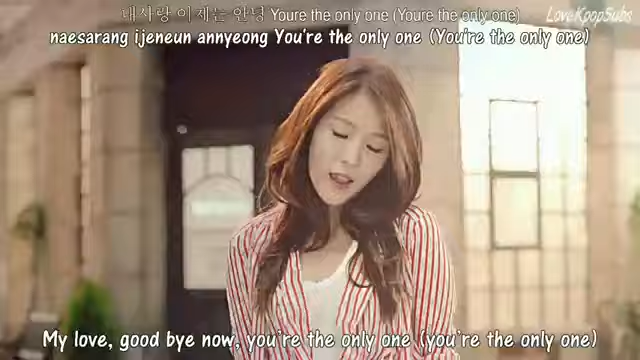 내사랑 이제는 안녕 Youre the only one (Youre the only one)
LoveKpopSubs
naesarang ijeneun annyeong You're the only one (You're the only one)
My love, good bye now, you're the only one (you're the only one)